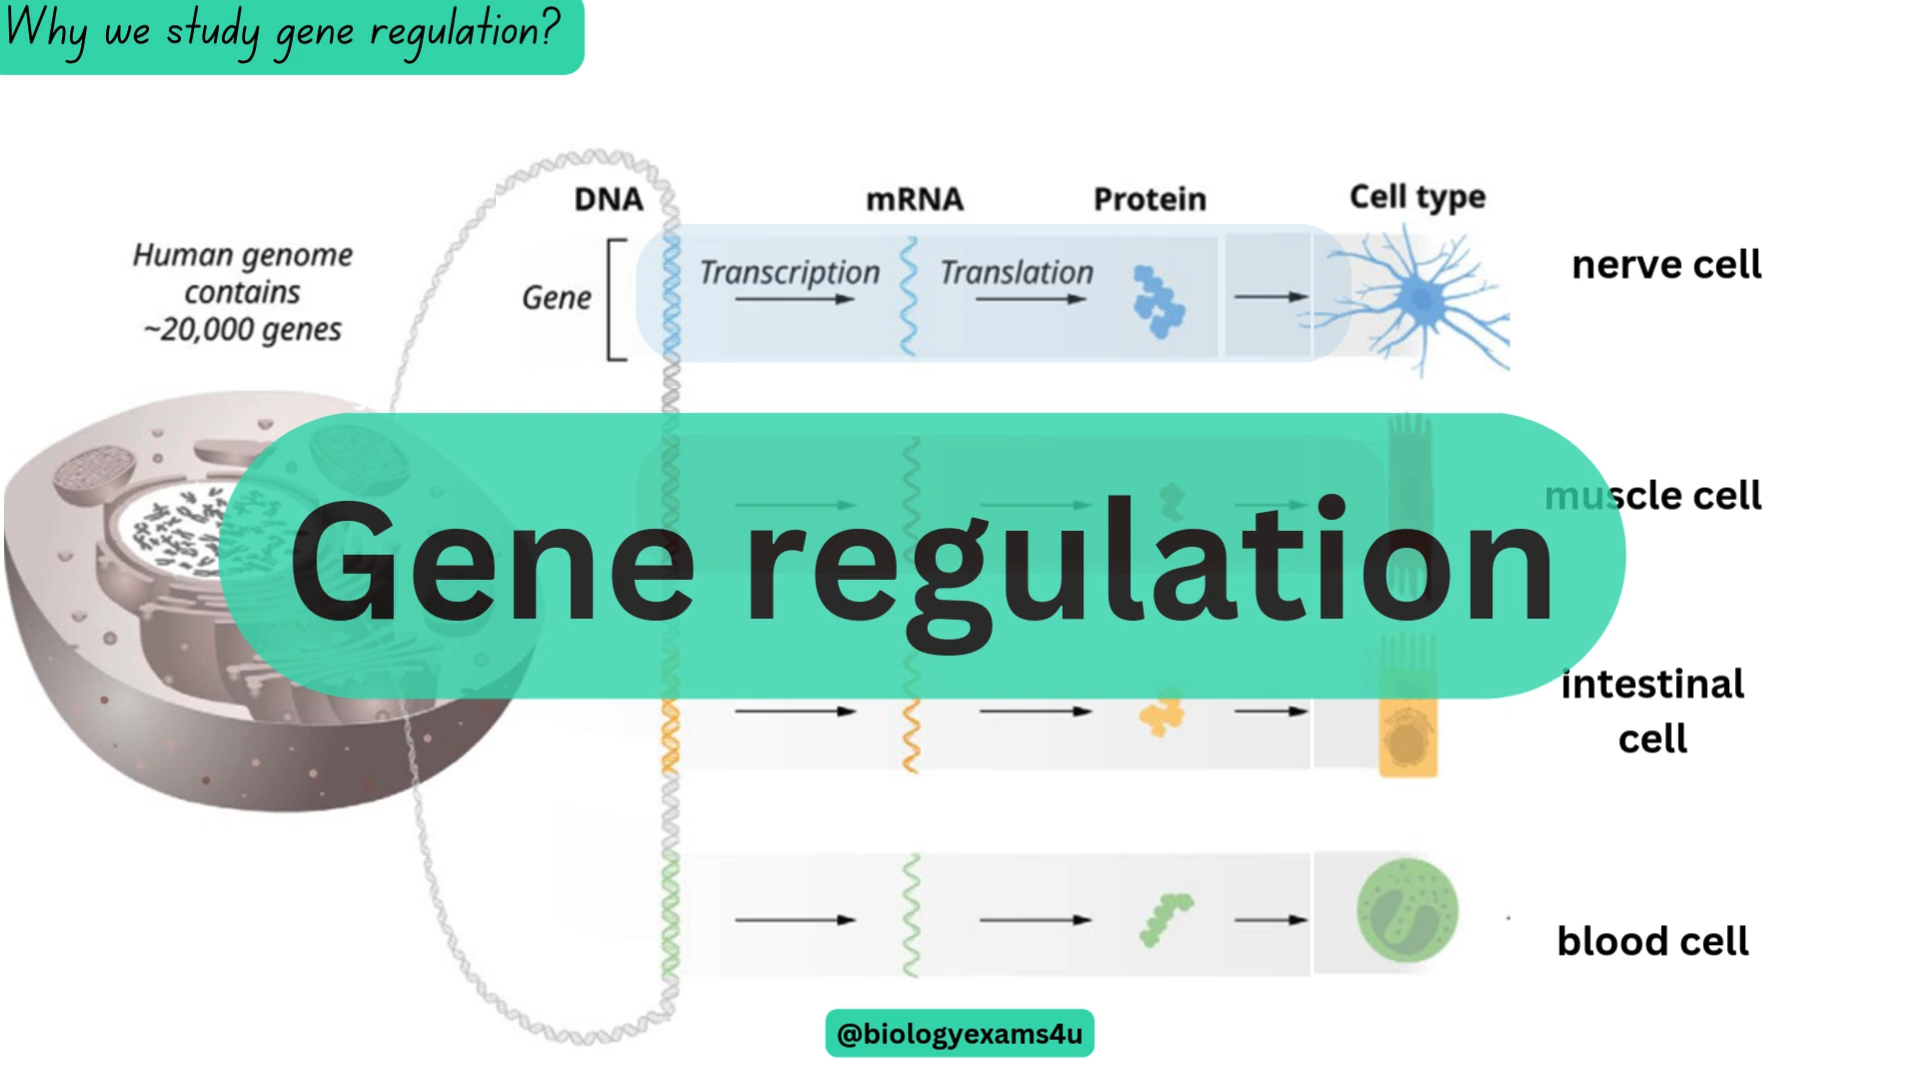 Why we study gene regulation?
DNA
mRNA
Protein
Cell type
Human genome
contains
~20,000 genes
Gene
Transcription
Translation
nerve cell
Gene regulation
muscle cell
intestinal
cell
blood cell
@biologyexams4u